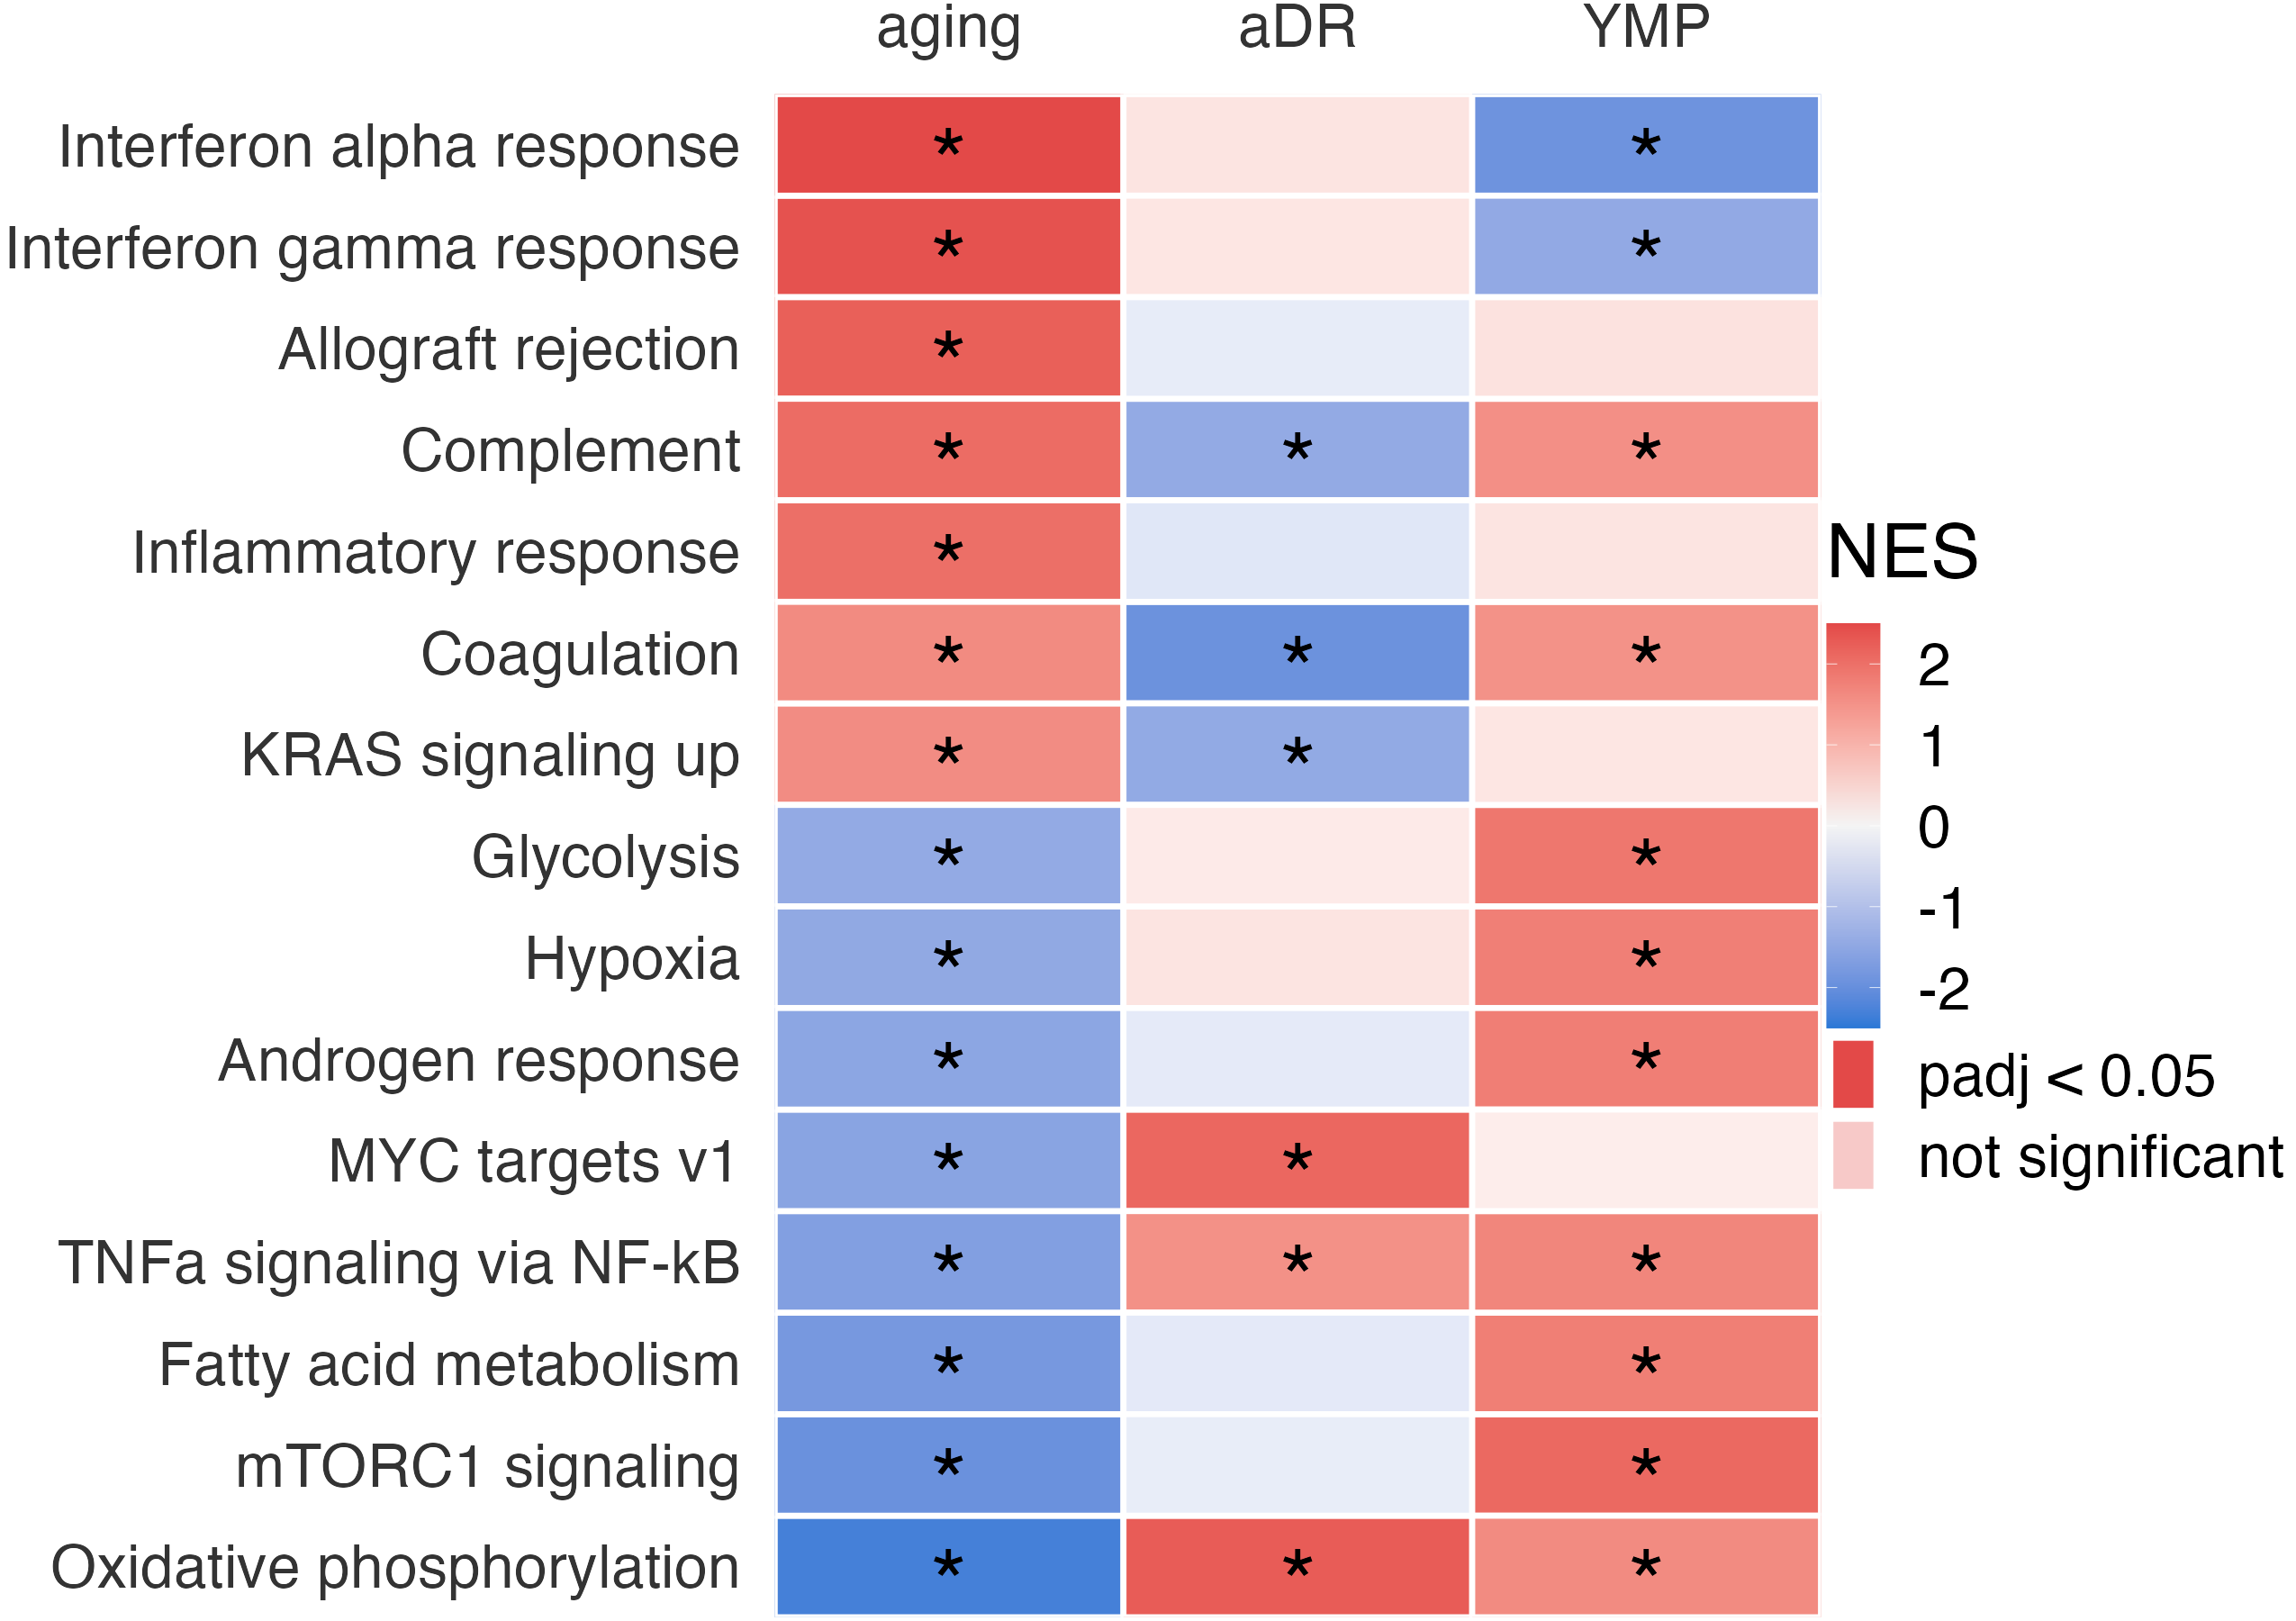 aging aDR YMP
Interferon alpha response * *
Interferon gamma response * *
Allograft rejection *
Complement * * *
Inflammatory response *
Coagulation * * *
KRAS signaling up * *
Glycolysis * *
Hypoxia * *
Androgen response * *
MYC targets v1 * *
TNFa signaling via NF-kB * * *
Fatty acid metabolism * *
mTORC1 signaling * *
Oxidative phosphorylation * * *
NES
2
1
0
-1
-2
padj < 0.05
not significant